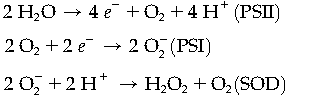 2 H₂O → 4 e⁻ + O₂ + 4 H⁺ (PSII)
2 O₂ + 2 e⁻ → 2 O₂⁻ (PSI)
2 O₂⁻ + 2 H⁺ → H₂O₂ + O₂ (SOD)